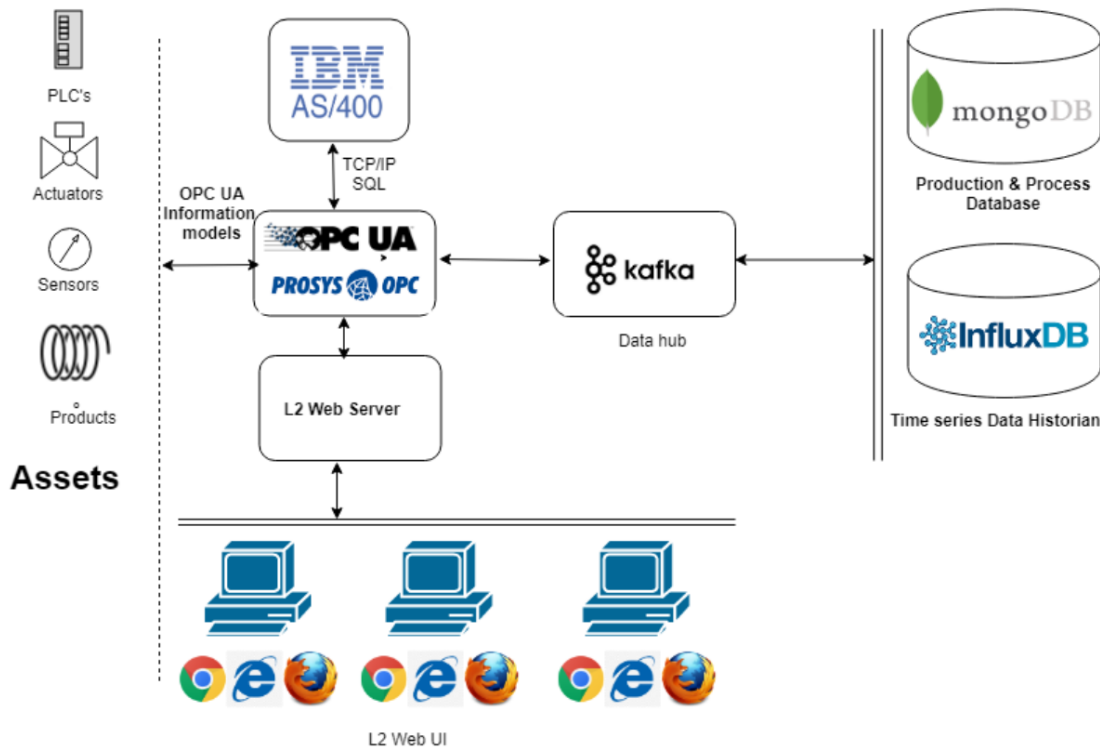 PLC's
Actuators
Sensors
Products
Assets
IBM
AS/400
TCP/IP
SQL
OPC UA
Information
models
OPC UA
PROSYS OPC
L2 Web Server
kafka
Data hub
mongoDB
Production & Process
Database
InfluxDB
Time series Data Historian
L2 Web UI